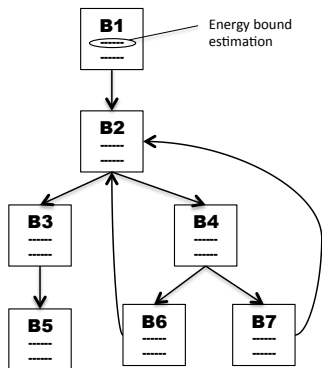 B1
------
------
Energy bound
estimation
B2
------
------
B3
------
------
B4
------
------
B5
------
------
B6
------
------
B7
------
------